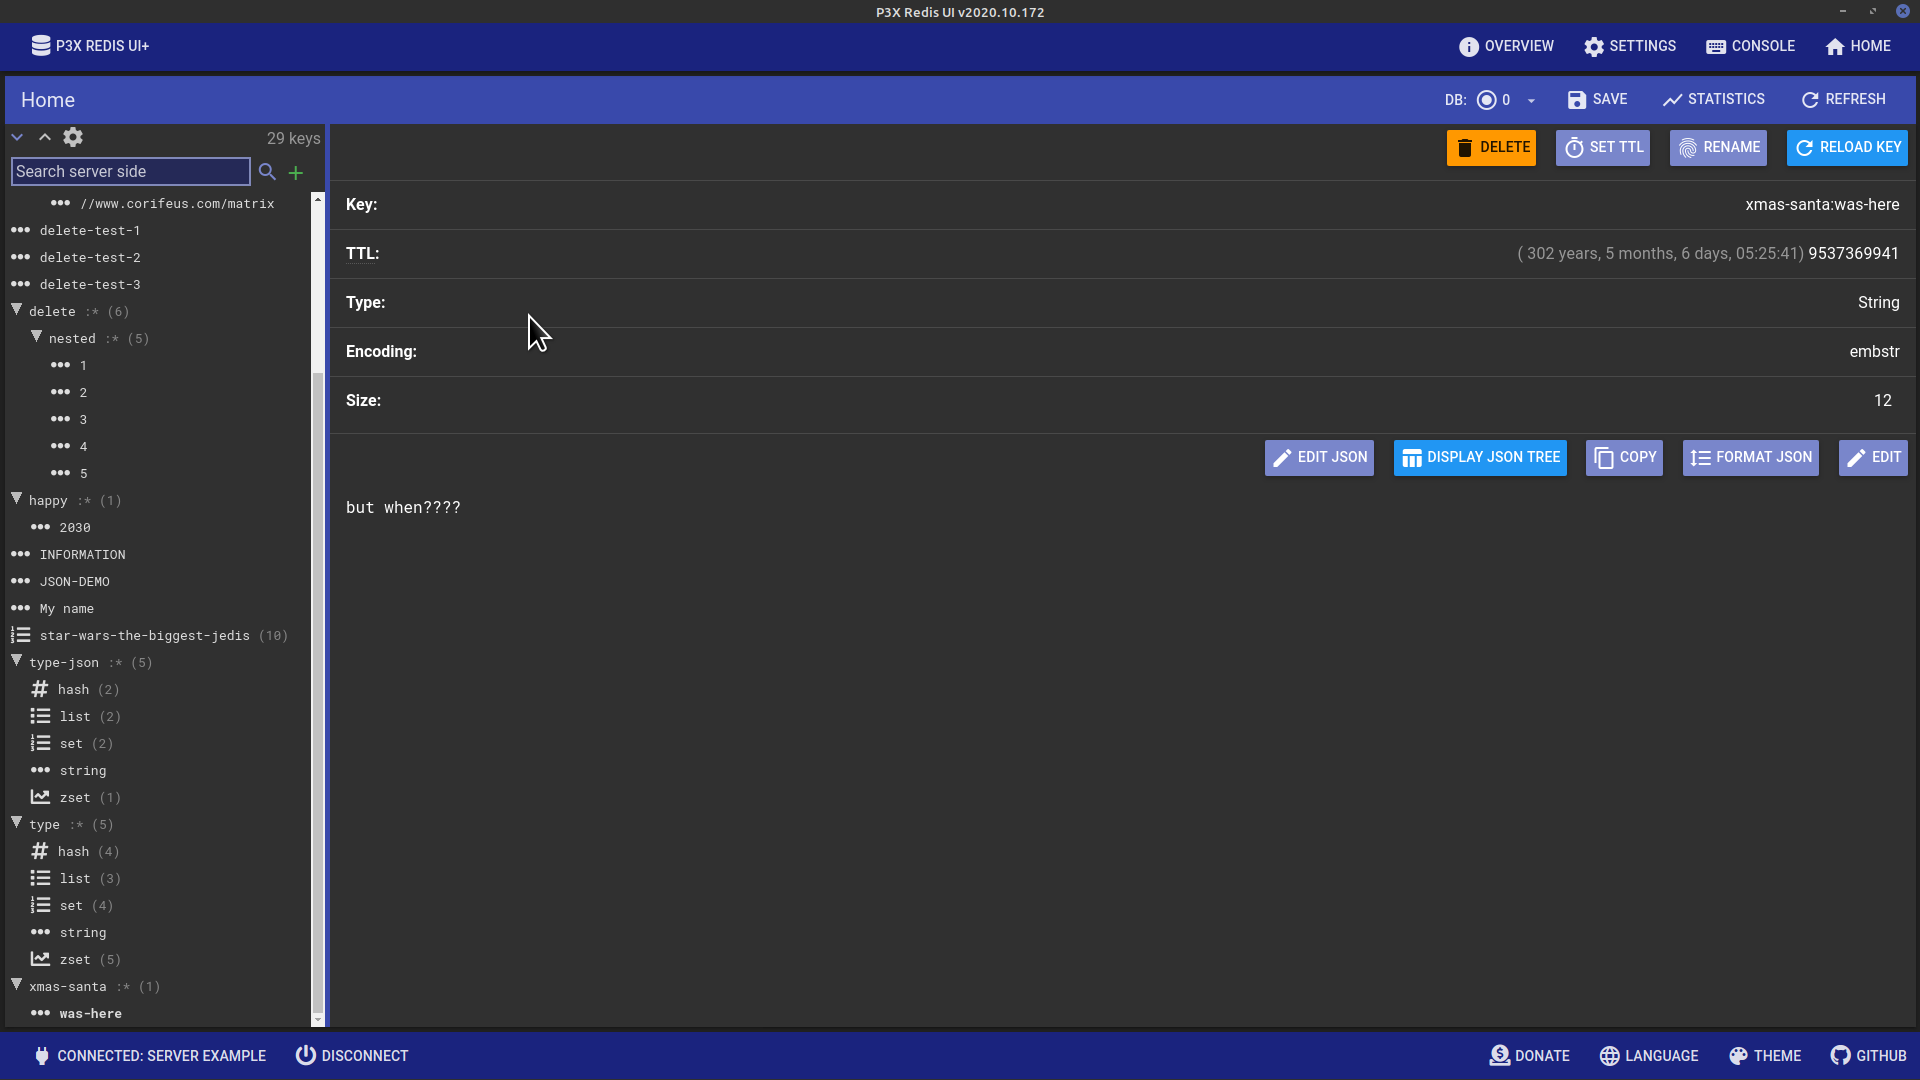 P3X Redis UI v2020.10.172
P3X REDIS UI+
OVERVIEW SETTINGS CONSOLE HOME
Home
DB: 0 SAVE STATISTICS REFRESH
29 keys
Search server side
//www.corifeus.com/matrix
delete-test-1
delete-test-2
delete-test-3
delete :* (6)
nested :* (5)
1
2
3
4
5
happy :* (1)
2030
INFORMATION
JSON-DEMO
My name
star-wars-the-biggest-jedis (10)
type-json :* (5)
hash (2)
list (2)
set (2)
string
zset (1)
type :* (5)
hash (4)
list (3)
set (4)
string
zset (5)
xmas-santa :* (1)
was-here
DELETE SET TTL RENAME RELOAD KEY
Key: xmas-santa:was-here
TTL: ( 302 years, 5 months, 6 days, 05:25:41) 9537369941
Type: String
Encoding: embstr
Size: 12
EDIT JSON DISPLAY JSON TREE COPY FORMAT JSON EDIT
but when????
CONNECTED: SERVER EXAMPLE DISCONNECT
DONATE LANGUAGE THEME GITHUB